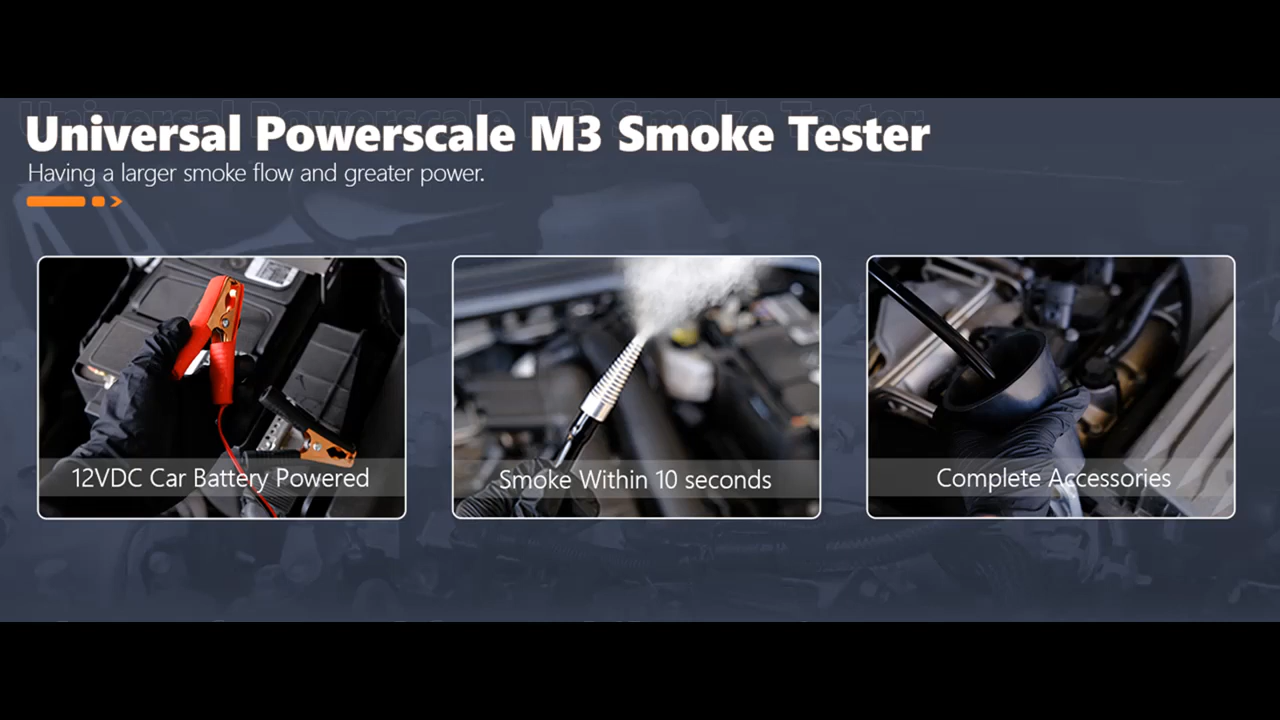 Universal Powerscale M3 Smoke Tester
Having a larger smoke flow and greater power.
12VDC Car Battery Powered
Smoke Within 10 seconds
Complete Accessories